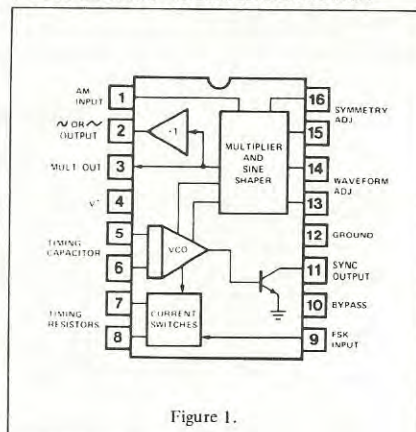 AM
INPUT
1
∿ OR ∿
OUTPUT
2
MULT OUT
3
V+
4
TIMING
CAPACITOR
5
6
TIMING
RESISTORS
7
8
-1
MULTIPLIER
AND
SINE
SHAPER
VCO
CURRENT
SWITCHES
16
SYMMETRY
ADJ
15
14
WAVEFORM
ADJ
13
12
GROUND
11
SYNC
OUTPUT
10
BYPASS
9
FSK
INPUT
Figure 1.